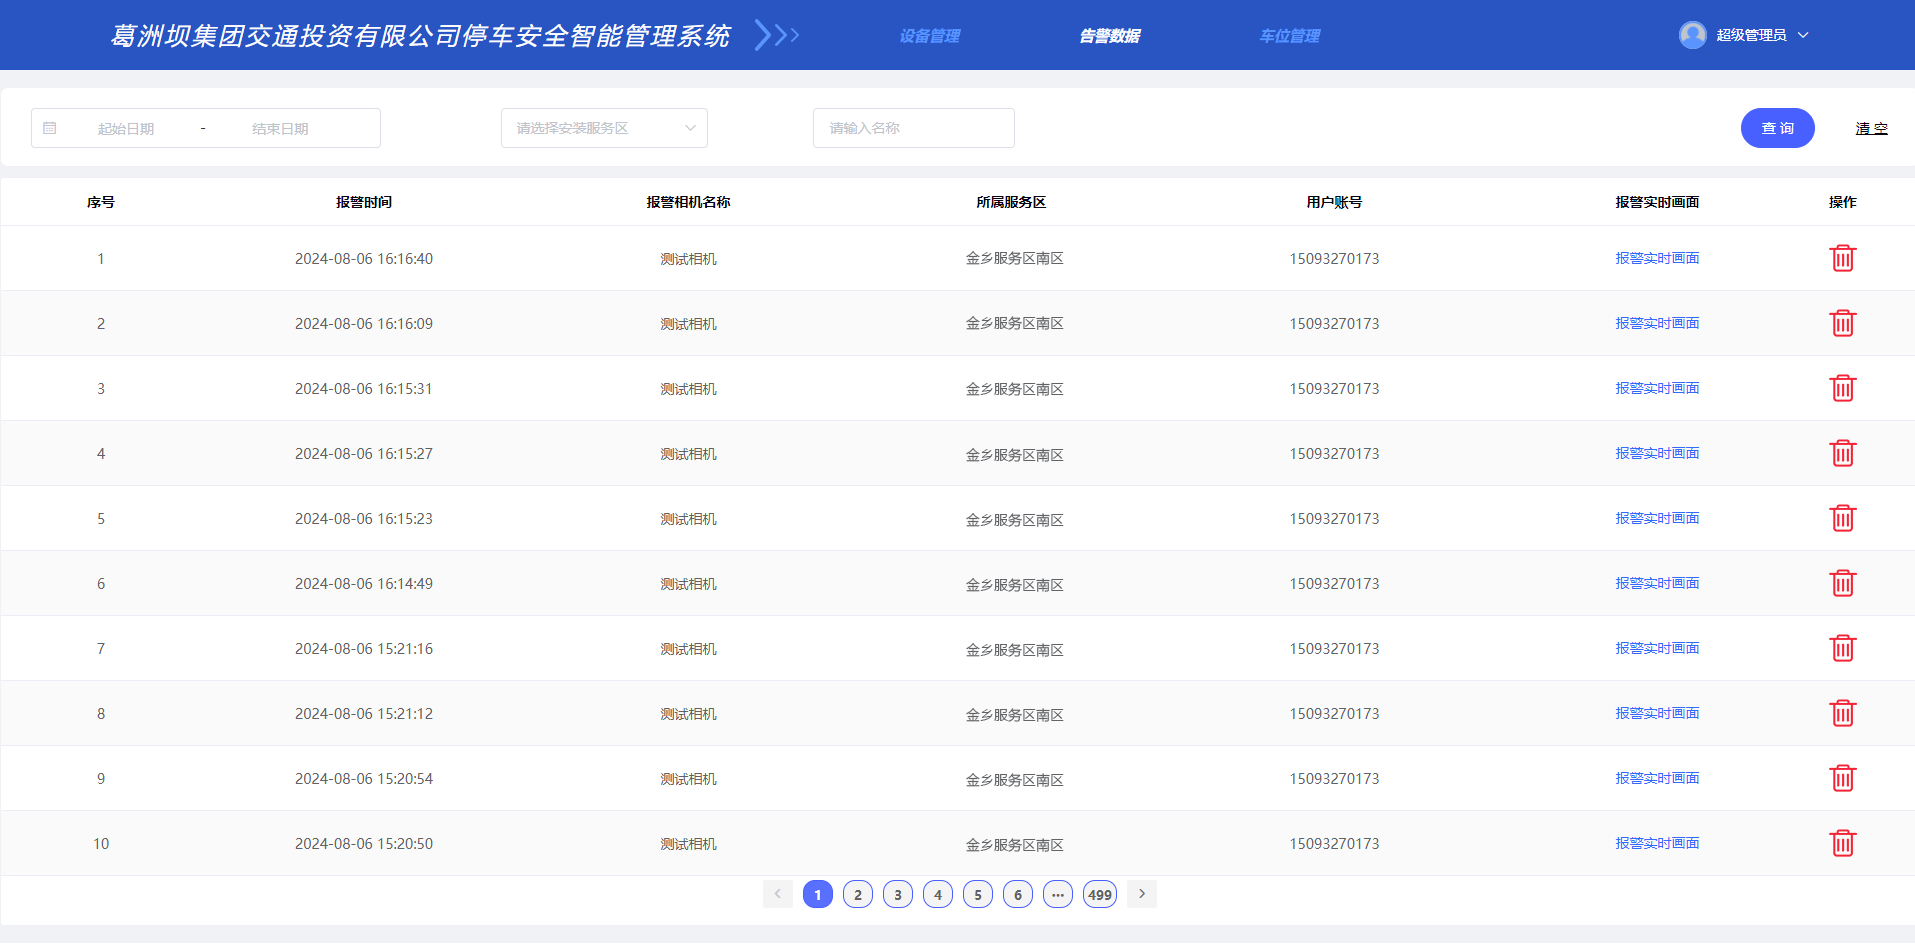 葛洲坝集团交通投资有限公司停车安全智能管理系统 设备管理 告警数据 车位管理 超级管理员
起始日期 - 结束日期 请选择安装服务区 请输入名称 查 询 清 空
序号 报警时间 报警相机名称 所属服务区 用户账号 报警实时画面 操作
1 2024-08-06 16:16:40 测试相机 金乡服务区南区 15093270173 报警实时画面
2 2024-08-06 16:16:09 测试相机 金乡服务区南区 15093270173 报警实时画面
3 2024-08-06 16:15:31 测试相机 金乡服务区南区 15093270173 报警实时画面
4 2024-08-06 16:15:27 测试相机 金乡服务区南区 15093270173 报警实时画面
5 2024-08-06 16:15:23 测试相机 金乡服务区南区 15093270173 报警实时画面
6 2024-08-06 16:14:49 测试相机 金乡服务区南区 15093270173 报警实时画面
7 2024-08-06 15:21:16 测试相机 金乡服务区南区 15093270173 报警实时画面
8 2024-08-06 15:21:12 测试相机 金乡服务区南区 15093270173 报警实时画面
9 2024-08-06 15:20:54 测试相机 金乡服务区南区 15093270173 报警实时画面
10 2024-08-06 15:20:50 测试相机 金乡服务区南区 15093270173 报警实时画面
1 2 3 4 5 6 ··· 499